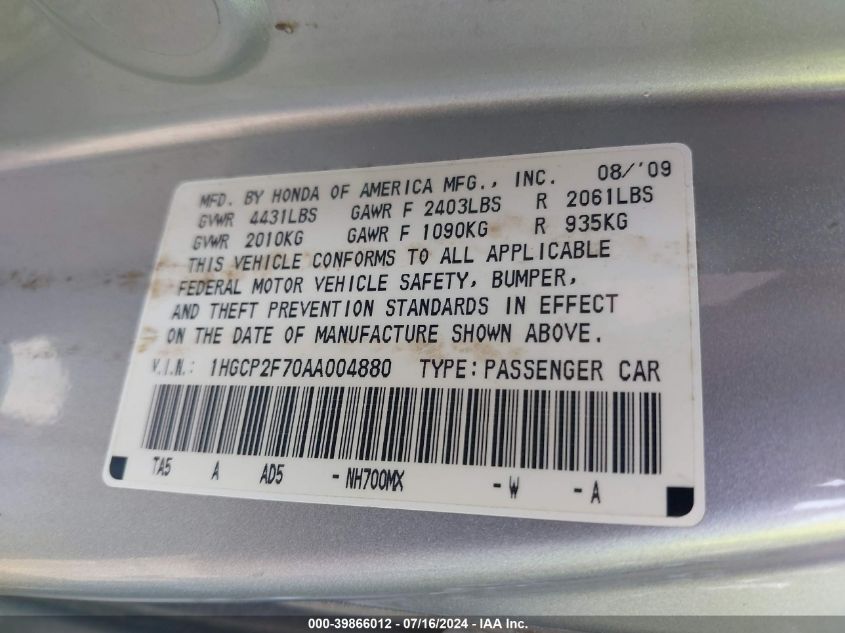 MFD. BY HONDA OF AMERICA MFG., INC. 08/'09
GVWR 4431LBS GAWR F 2403LBS R 2061LBS
GVWR 2010KG GAWR F 1090KG R 935KG
THIS VEHICLE CONFORMS TO ALL APPLICABLE
FEDERAL MOTOR VEHICLE SAFETY, BUMPER,
AND THEFT PREVENTION STANDARDS IN EFFECT
ON THE DATE OF MANUFACTURE SHOWN ABOVE.
V.I.N.: 1HGCP2F70AA004880 TYPE: PASSENGER CAR
TA5 A AD5 - NH700MX - W - A
000-39866012 - 07/16/2024 - IAA Inc.